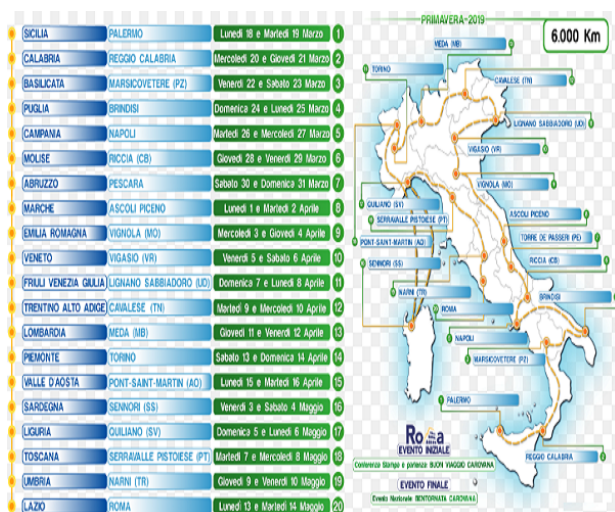 SICILIA PALERMO Lunedì 18 e Martedì 19 Marzo 1
CALABRIA REGGIO CALABRIA Mercoledì 20 e Giovedì 21 Marzo 2
BASILICATA MARSICOVETERE (PZ) Venerdì 22 e Sabato 23 Marzo 3
PUGLIA BRINDISI Domenica 24 e Lunedì 25 Marzo 4
CAMPANIA NAPOLI Martedì 26 e Mercoledì 27 Marzo 5
MOLISE RICCIA (CB) Giovedì 28 e Venerdì 29 Marzo 6
ABRUZZO PESCARA Sabato 30 e Domenica 31 Marzo 7
MARCHE ASCOLI PICENO Lunedì 1 e Martedì 2 Aprile 8
EMILIA ROMAGNA VIGNOLA (MO) Mercoledì 3 e Giovedì 4 Aprile 9
VENETO VIGASIO (VR) Venerdì 5 e Sabato 6 Aprile 10
FRIULI VENEZIA GIULIA LIGNANO SABBIADORO (UD) Domenica 7 e Lunedì 8 Aprile 11
TRENTINO ALTO ADIGE CAVALESE (TN) Martedì 9 e Mercoledì 10 Aprile 12
LOMBARDIA MEDA (MB) Giovedì 11 e Venerdì 12 Aprile 13
PIEMONTE TORINO Sabato 13 e Domenica 14 Aprile 14
VALLE D'AOSTA PONT-SAINT-MARTIN (AO) Lunedì 15 e Martedì 16 Aprile 15
SARDEGNA SENNORI (SS) Venerdì 3 e Sabato 4 Maggio 16
LIGURIA QUILIANO (SV) Domenica 5 e Lunedì 6 Maggio 17
TOSCANA SERRAVALLE PISTOIESE (PT) Martedì 7 e Mercoledì 8 Maggio 18
UMBRIA NARNI (TR) Giovedì 9 e Venerdì 10 Maggio 19
LAZIO ROMA Lunedì 13 e Martedì 14 Maggio 20
PRIMAVERA-2019
6.000 Km
MEDA (MB)
TORINO
CAVALESE (TN)
LIGNANO SABBIADORO (UD)
VIGASIO (VR)
VIGNOLA (MO)
QUILIANO (SV)
SERRAVALLE PISTOIESE (PT)
ASCOLI PICENO
PONT-SAINT-MARTIN (AO)
TORRE DE PASSERI (PE)
SENNORI (SS)
RICCIA (CB)
NARNI (TR)
BRINDISI
ROMA
NAPOLI
MARSICOVETERE (PZ)
PALERMO
REGGIO CALABRIA
EVENTO INIZIALE
Conferenza Stampa e partenza BUON VIAGGIO CAROVANA
EVENTO FINALE
Evento Nazionale BENTORNATA CAROVANA